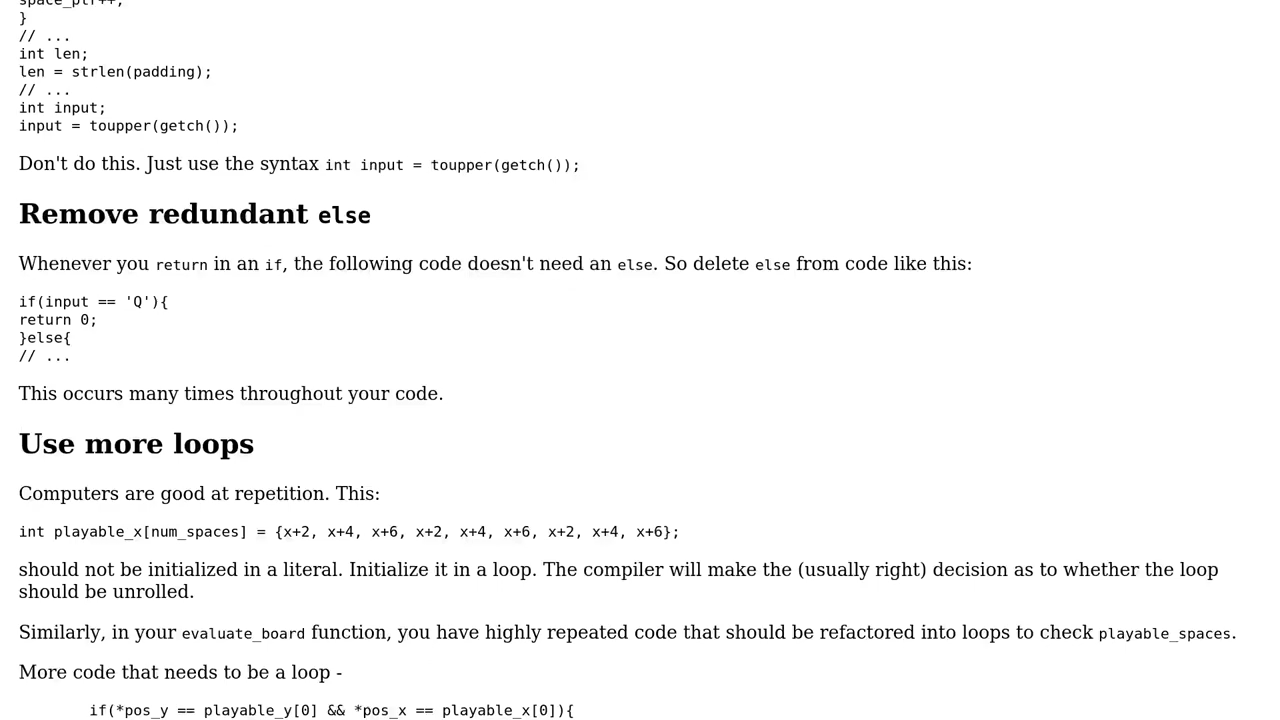 space_ptr++;
}
// ...
int len;
len = strlen(padding);
// ...
int input;
input = toupper(getch());
Don't do this. Just use the syntax int input = toupper(getch());
Remove redundant else
Whenever you return in an if, the following code doesn't need an else. So delete else from code like this:
if(input == 'Q'){
return 0;
}else{
// ...
This occurs many times throughout your code.
Use more loops
Computers are good at repetition. This:
int playable_x[num_spaces] = {x+2, x+4, x+6, x+2, x+4, x+6, x+2, x+4, x+6};
should not be initialized in a literal. Initialize it in a loop. The compiler will make the (usually right) decision as to whether the loop
should be unrolled.
Similarly, in your evaluate_board function, you have highly repeated code that should be refactored into loops to check playable_spaces.
More code that needs to be a loop -
if(*pos_y == playable_y[0] && *pos_x == playable_x[0]){